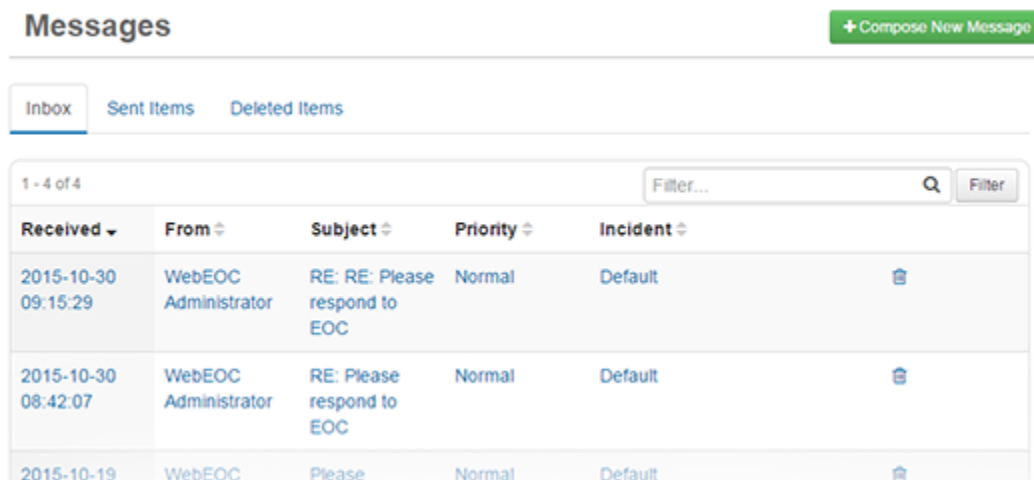 Messages
+ Compose New Message
Inbox Sent Items Deleted Items
1 - 4 of 4 Filter... Filter
Received From Subject Priority Incident
2015-10-30 WebEOC RE: RE: Please Normal Default
09:15:29 Administrator respond to
EOC
2015-10-30 WebEOC RE: Please Normal Default
08:42:07 Administrator respond to
EOC
2015-10-19 WebEOC Please Normal Default